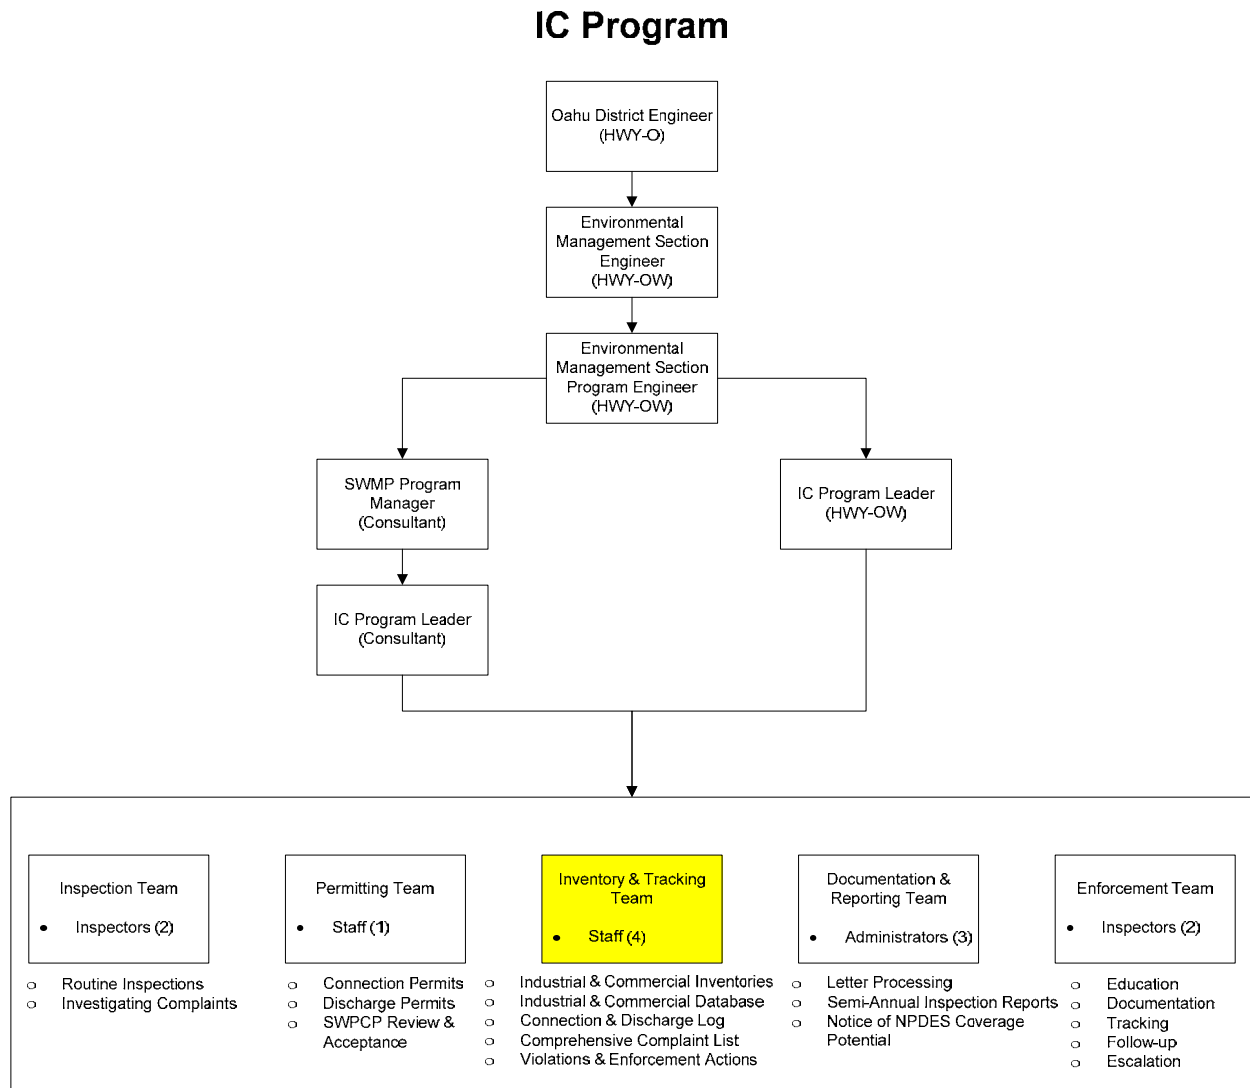 IC Program
Oahu District Engineer
(HWY-O)
Environmental
Management Section
Engineer
(HWY-OW)
Environmental
Management Section
Program Engineer
(HWY-OW)
SWMP Program
Manager
(Consultant)
IC Program Leader
(HWY-OW)
IC Program Leader
(Consultant)
Inspection Team
• Inspectors (2)
o Routine Inspections
o Investigating Complaints
Permitting Team
• Staff (1)
o Connection Permits
o Discharge Permits
o SWPCP Review &
Acceptance
Inventory & Tracking
Team
• Staff (4)
o Industrial & Commercial Inventories
o Industrial & Commercial Database
o Connection & Discharge Log
o Comprehensive Complaint List
o Violations & Enforcement Actions
Documentation &
Reporting Team
• Administrators (3)
o Letter Processing
o Semi-Annual Inspection Reports
o Notice of NPDES Coverage
Potential
Enforcement Team
• Inspectors (2)
o Education
o Documentation
o Tracking
o Follow-up
o Escalation